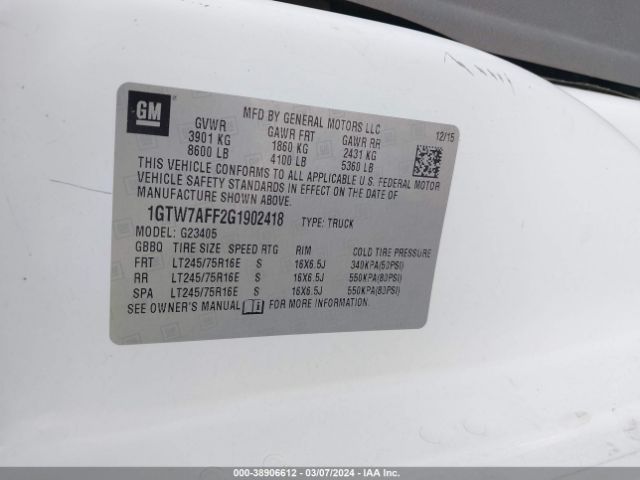 GM
MFD BY GENERAL MOTORS LLC
12/15
GVWR GAWR FRT GAWR RR
3901 KG 1860 KG 2431 KG
8600 LB 4100 LB 5360 LB
THIS VEHICLE CONFORMS TO ALL APPLICABLE U.S. FEDERAL MOTOR
VEHICLE SAFETY STANDARDS IN EFFECT ON THE DATE OF
MANUFACTURE SHOWN ABOVE.
1GTW7AFF2G1902418 TYPE: TRUCK
MODEL: G23405
GBBQ TIRE SIZE SPEED RTG RIM COLD TIRE PRESSURE
FRT LT245/75R16E S 16X6.5J 340KPA(50PSI)
RR LT245/75R16E S 16X6.5J 550KPA(80PSI)
SPA LT245/75R16E S 16X6.5J 550KPA(80PSI)
SEE OWNER'S MANUAL FOR MORE INFORMATION.
© IAA - STOCK: 38906612 - 03/07/2024 - IAAI.COM